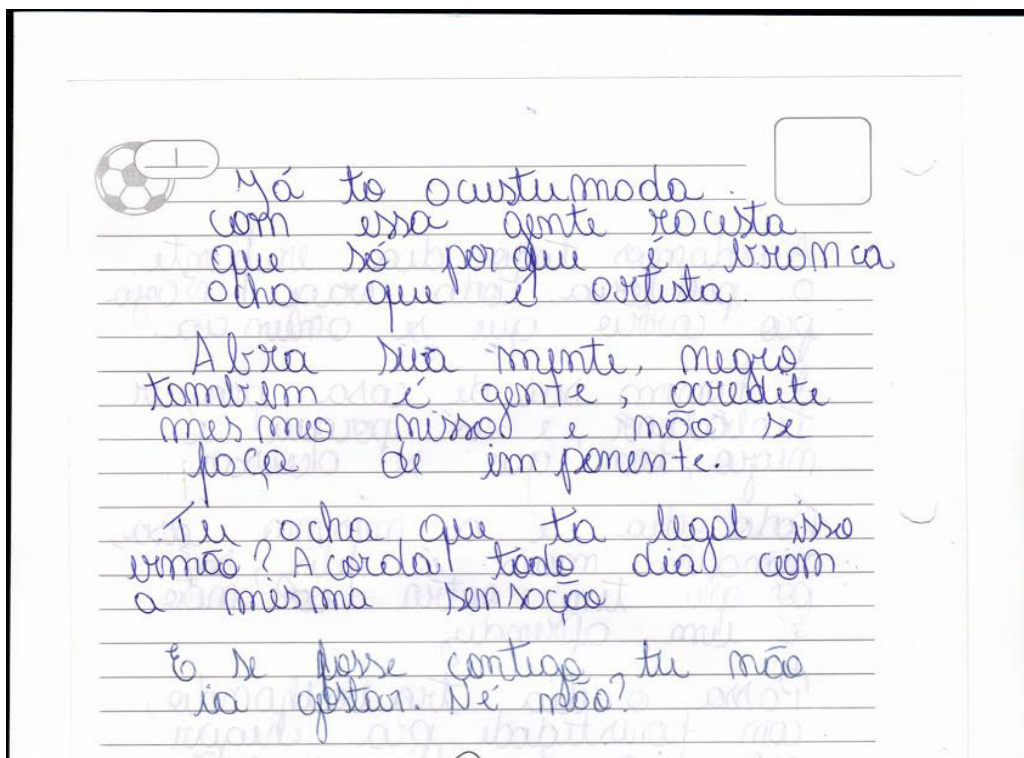 Já to acustumada
com essa gente racista
que só porque é branca
acha que é artista.
Abra sua mente, negro
tambem é gente, acredite
mesmo nisso e não se
faça de imponente.
Tu acha que ta legal isso
irmão? Acorda todo dia com
a mesma sensação
E se fosse contigo, tu não
ia gostar. Né não?